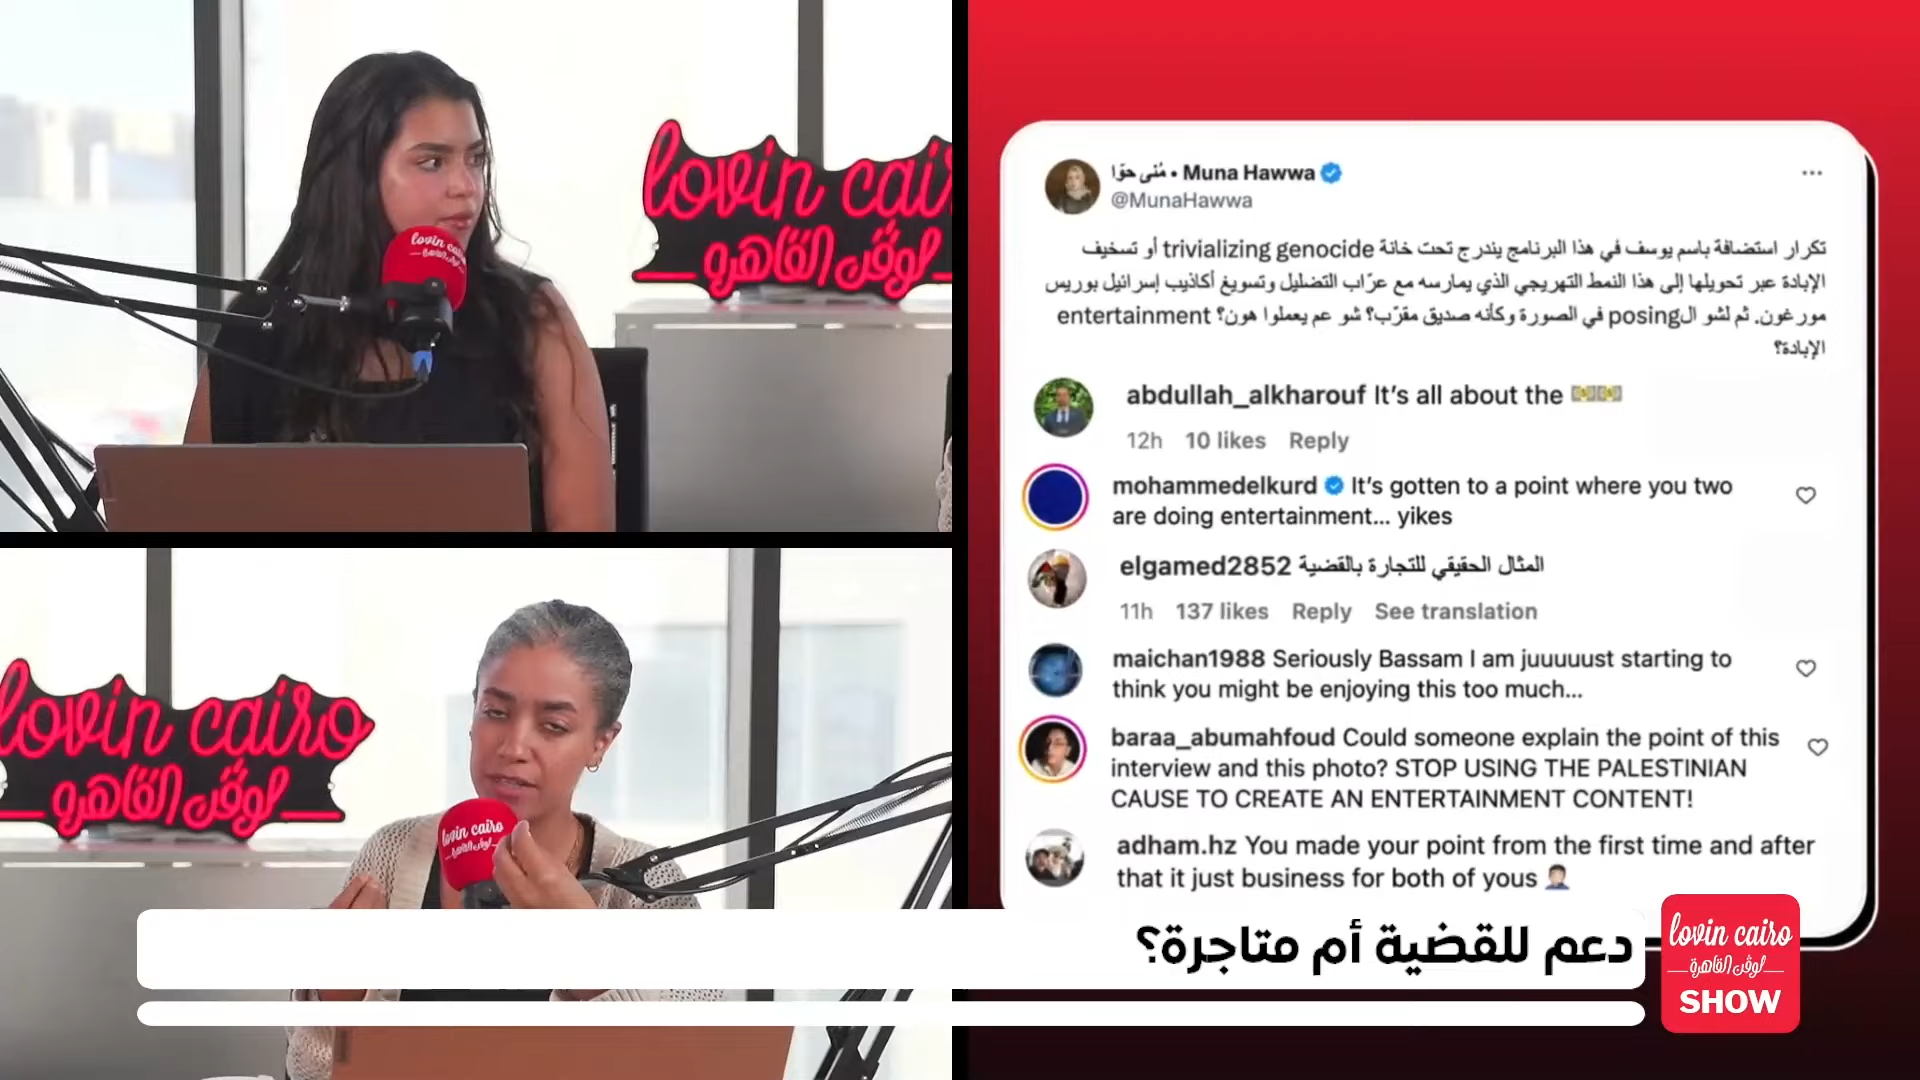 lovin cairo
لوفن القاهرة
lovin cairo
مُنى حوّا • Muna Hawwa
@MunaHawwa
تكرار استضافة باسم يوسف في هذا البرنامج يندرج تحت خانة trivializing genocide أو تسخيف
الإبادة عبر تحويلها إلى هذا النمط التهريجي الذي يمارسه مع عرّاب التضليل وتسويغ أكاذيب إسرائيل بوريس
مورغون. ثم لشو الposing في الصورة وكأنه صديق مقرّب؟ شو عم يعملوا هون؟ entertainment
الإبادة؟
abdullah_alkharouf It's all about the 💵💵
12h 10 likes Reply
mohammedelkurd It's gotten to a point where you two
are doing entertainment... yikes
elgamed2852 المثال الحقيقي للتجارة بالقضية
11h 137 likes Reply See translation
maichan1988 Seriously Bassam I am juuuuust starting to
think you might be enjoying this too much...
baraa_abumahfoud Could someone explain the point of this
interview and this photo? STOP USING THE PALESTINIAN
CAUSE TO CREATE AN ENTERTAINMENT CONTENT!
adham.hz You made your point from the first time and after
that it just business for both of yous 🤦🏻‍♂️
lovin cairo
لوفن القاهرة
lovin cairo
لوفن القاهرة
دعم للقضية أم متاجرة؟
lovin cairo
لوفن القاهرة
SHOW